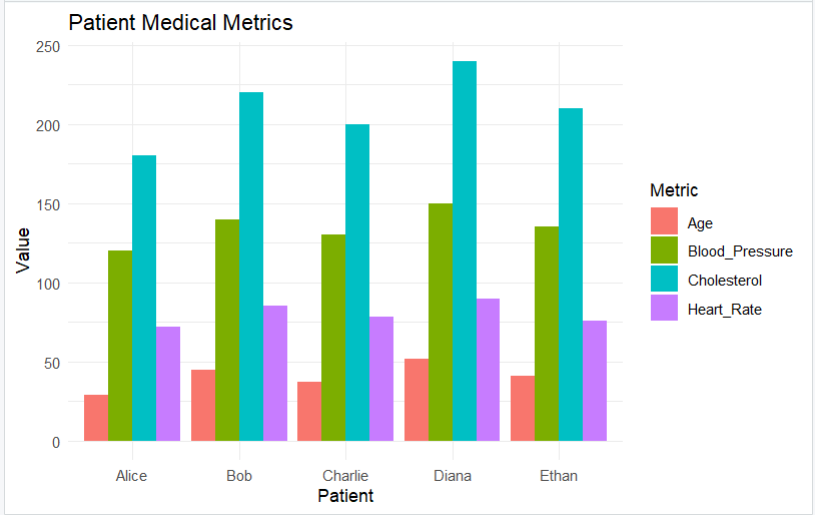 Patient Medical Metrics
250
200
150
100
50
0
Value
Alice Bob Charlie Diana Ethan
Patient
Metric
Age
Blood_Pressure
Cholesterol
Heart_Rate